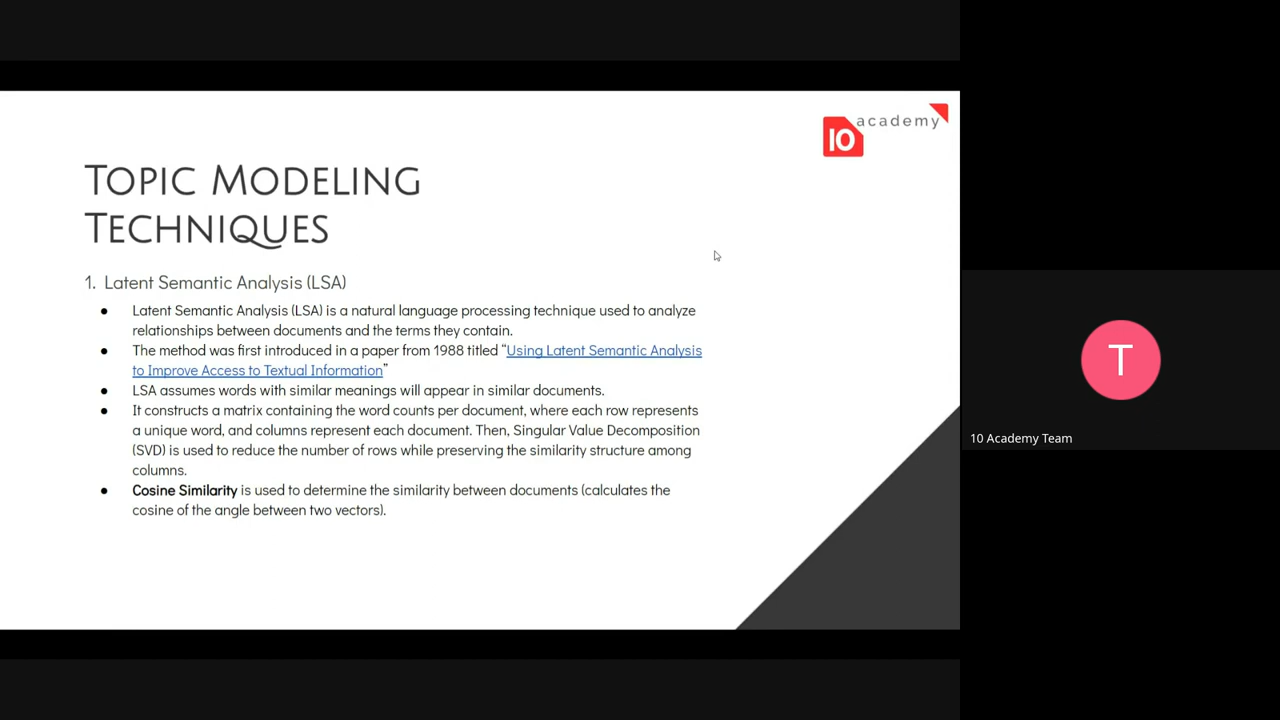 10 academy
Topic Modeling
Techniques
1. Latent Semantic Analysis (LSA)
● Latent Semantic Analysis (LSA) is a natural language processing technique used to analyze
relationships between documents and the terms they contain.
● The method was first introduced in a paper from 1988 titled “Using Latent Semantic Analysis
to Improve Access to Textual Information”
● LSA assumes words with similar meanings will appear in similar documents.
● It constructs a matrix containing the word counts per document, where each row represents
a unique word, and columns represent each document. Then, Singular Value Decomposition
(SVD) is used to reduce the number of rows while preserving the similarity structure among
columns.
● Cosine Similarity is used to determine the similarity between documents (calculates the
cosine of the angle between two vectors).
T
10 Academy Team